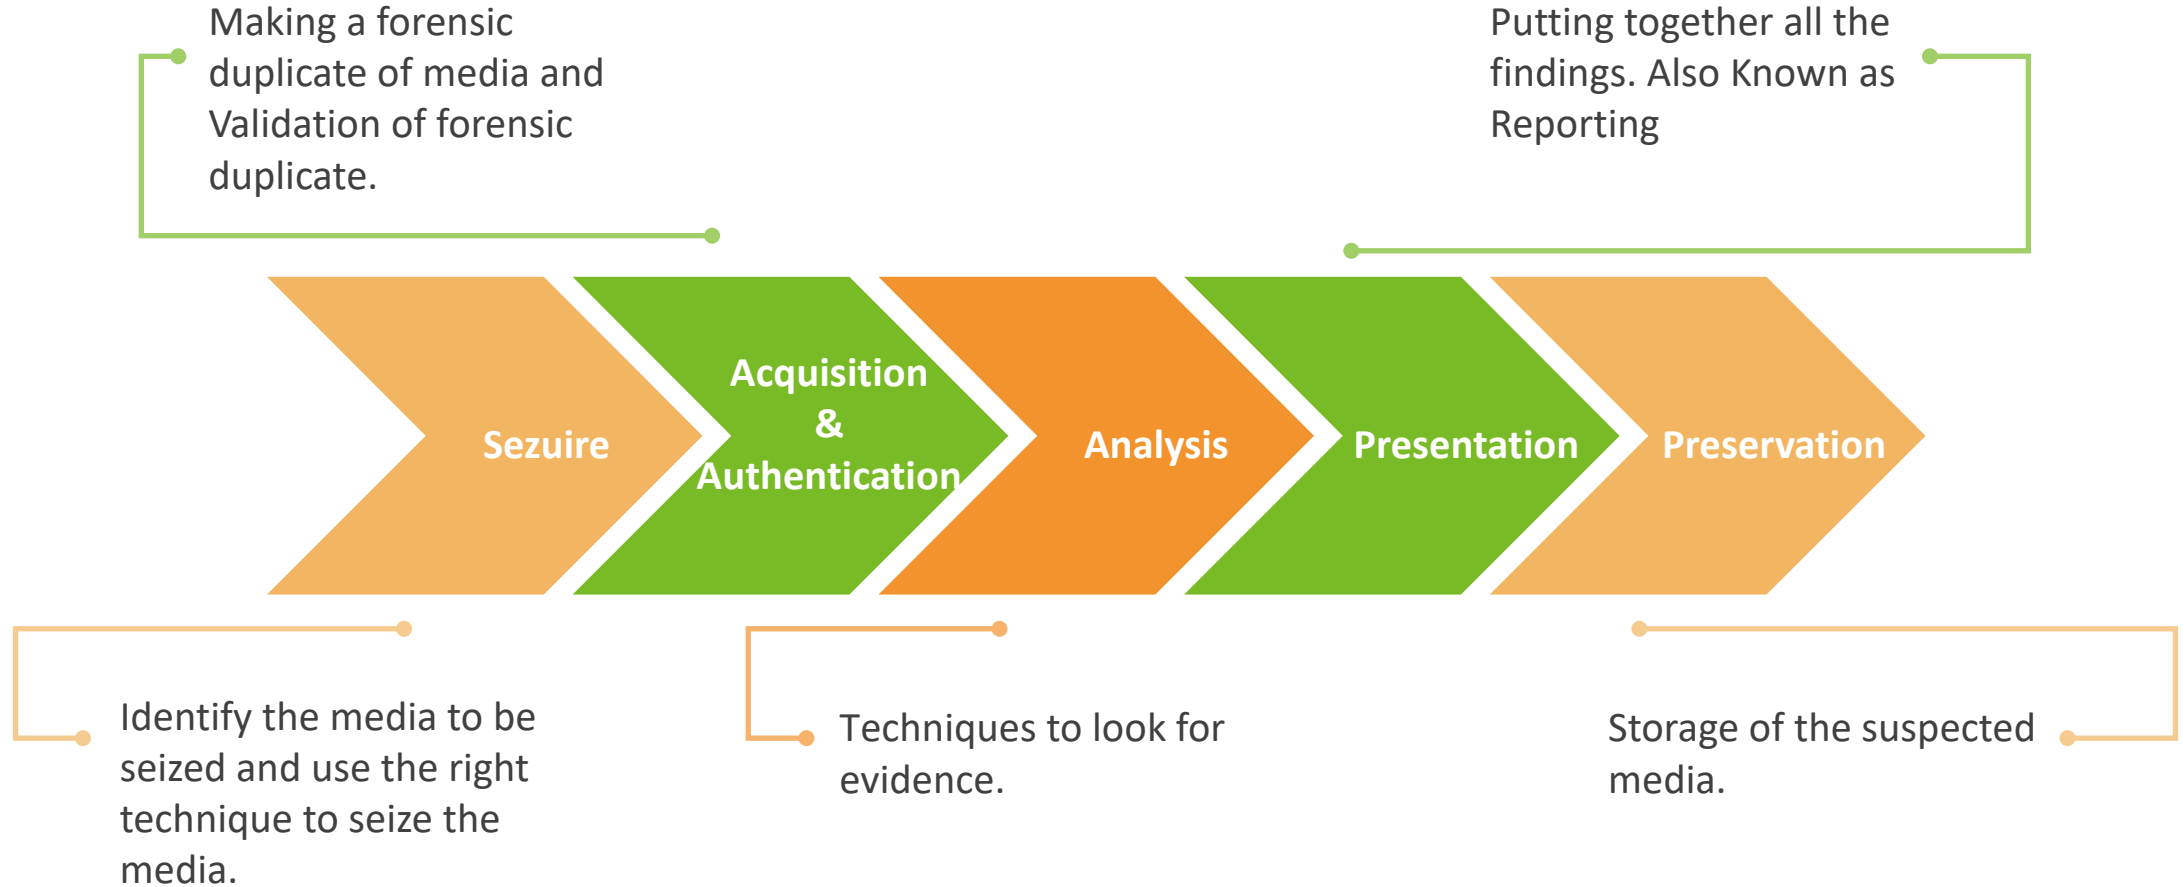 Making a forensic
duplicate of media and
Validation of forensic
duplicate.
Putting together all the
findings. Also Known as
Reporting
Sezuire
Acquisition
&
Authentication
Analysis
Presentation
Preservation
Identify the media to be
seized and use the right
technique to seize the
media.
Techniques to look for
evidence.
Storage of the suspected
media.